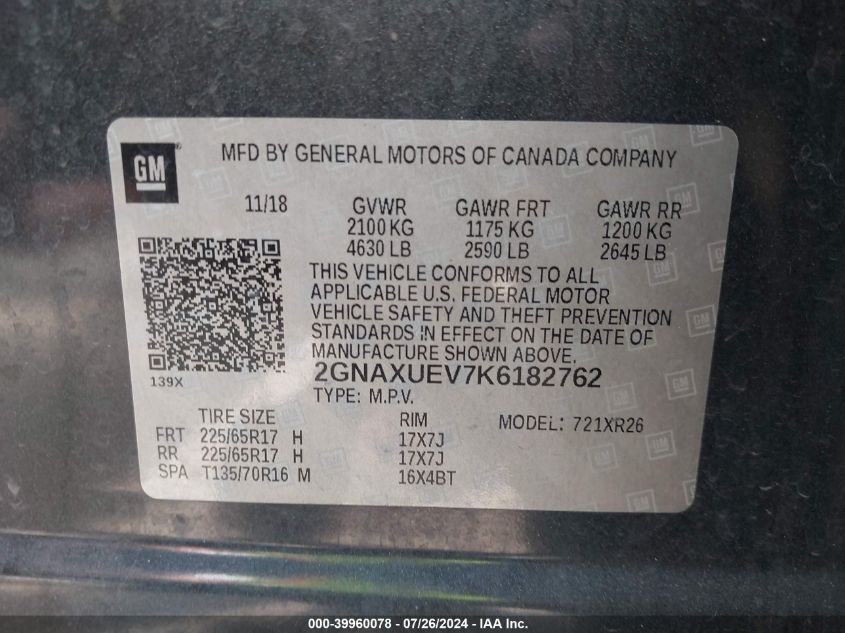 GM
MFD BY GENERAL MOTORS OF CANADA COMPANY
11/18 GVWR GAWR FRT GAWR RR
2100 KG 1175 KG 1200 KG
4630 LB 2590 LB 2645 LB
THIS VEHICLE CONFORMS TO ALL
APPLICABLE U.S. FEDERAL MOTOR
VEHICLE SAFETY AND THEFT PREVENTION
STANDARDS IN EFFECT ON THE DATE OF
MANUFACTURE SHOWN ABOVE.
139X
2GNAXUEV7K6182762
TYPE: M.P.V.
TIRE SIZE RIM MODEL: 721XR26
FRT 225/65R17 H 17X7J
RR 225/65R17 H 17X7J
SPA T135/70R16 M 16X4BT
000-39960078 - 07/26/2024 - IAA Inc.